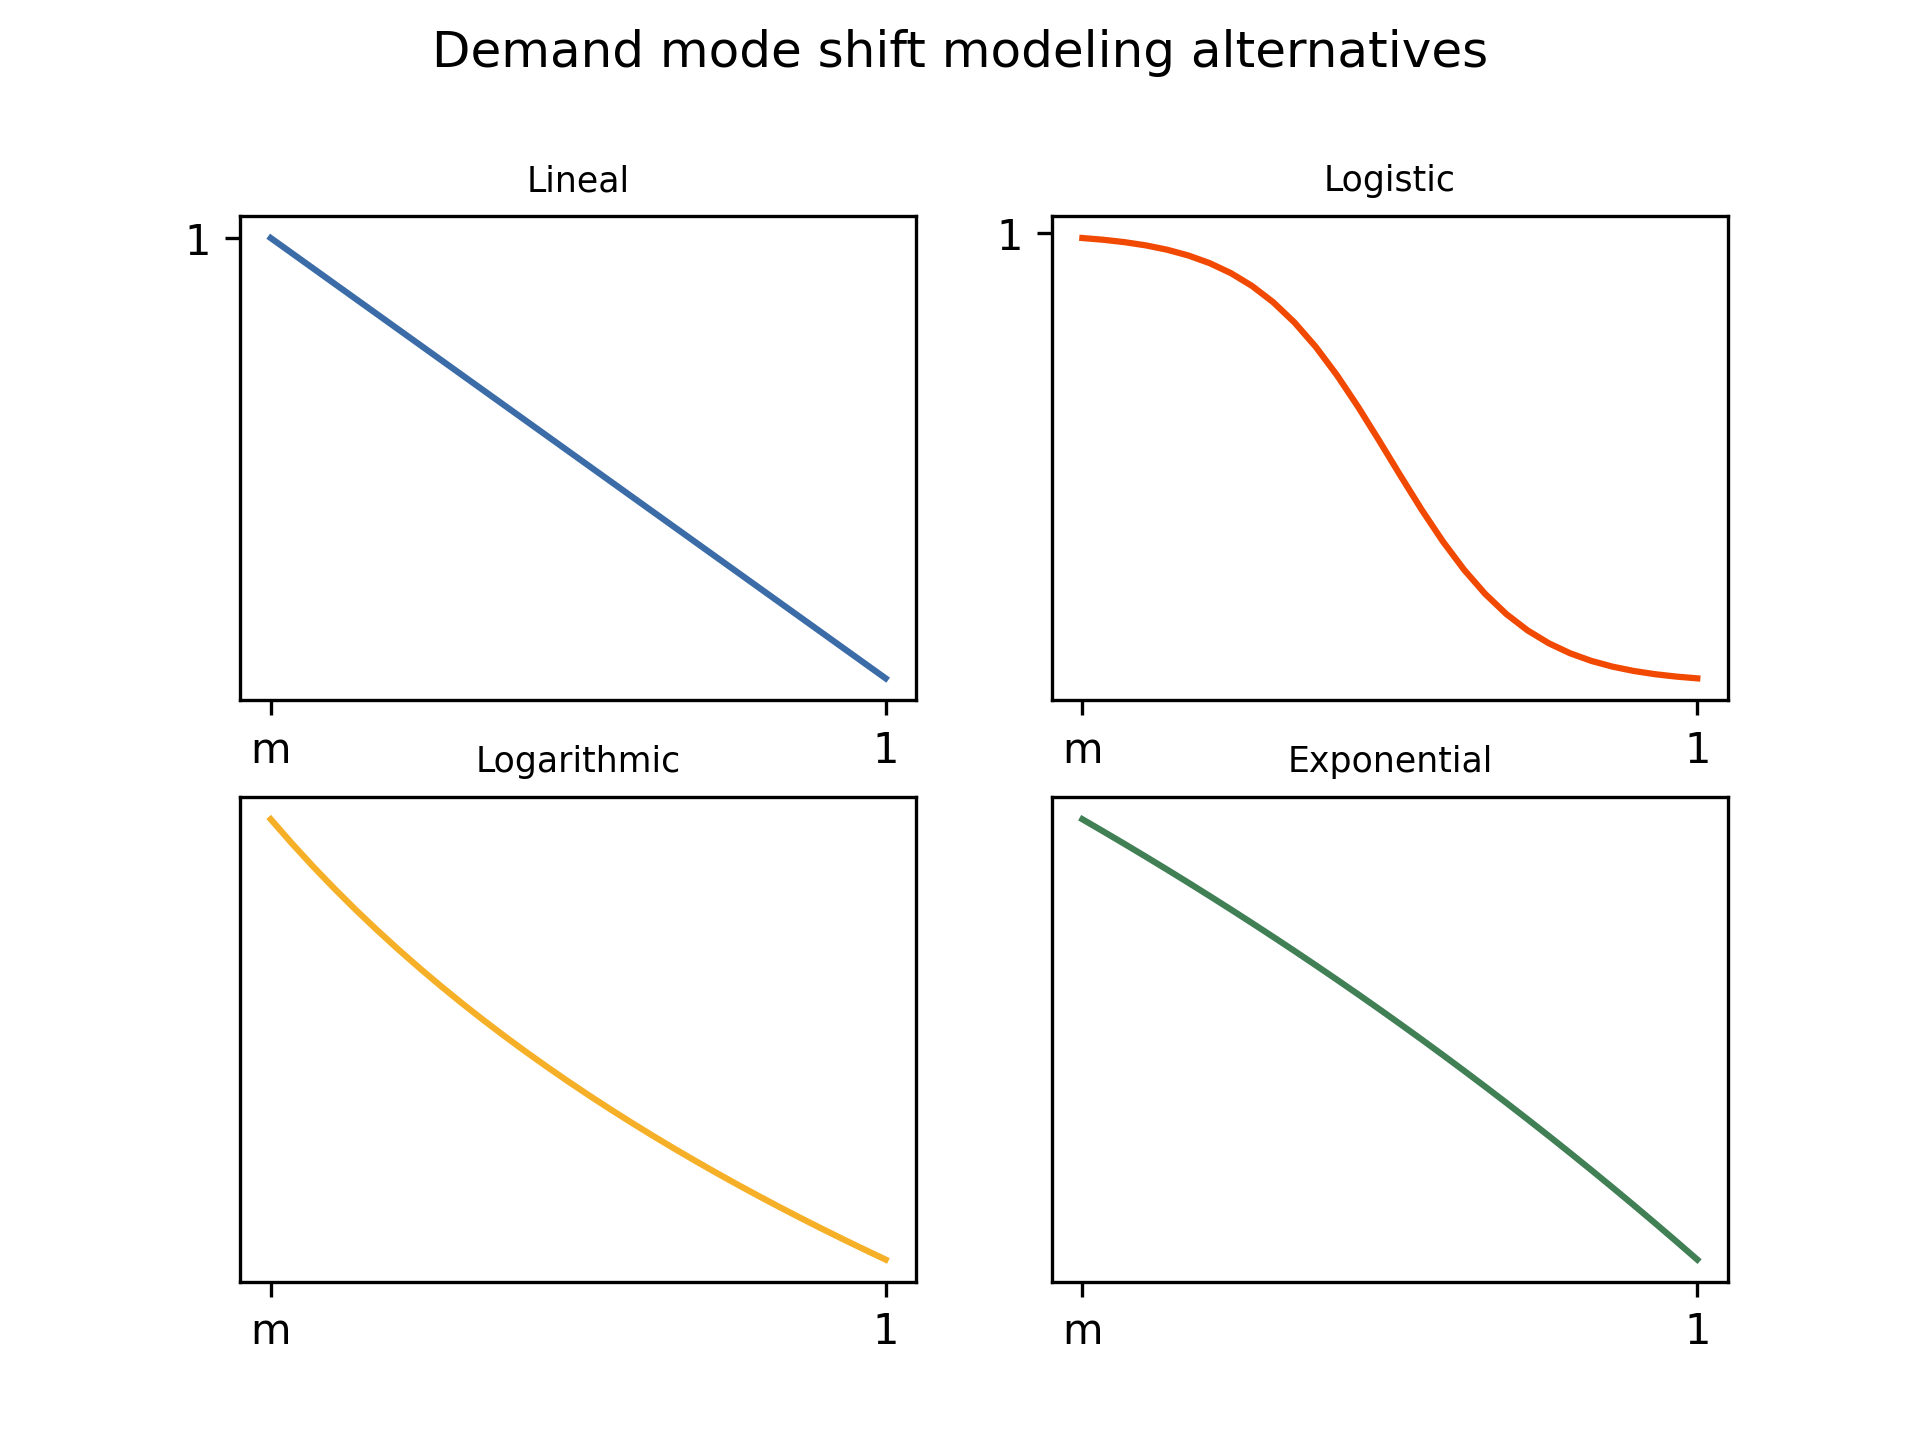 Demand mode shift modeling alternatives
Lineal
Logistic
1
1
m
1
m
1
Logarithmic
Exponential
m
1
m
1